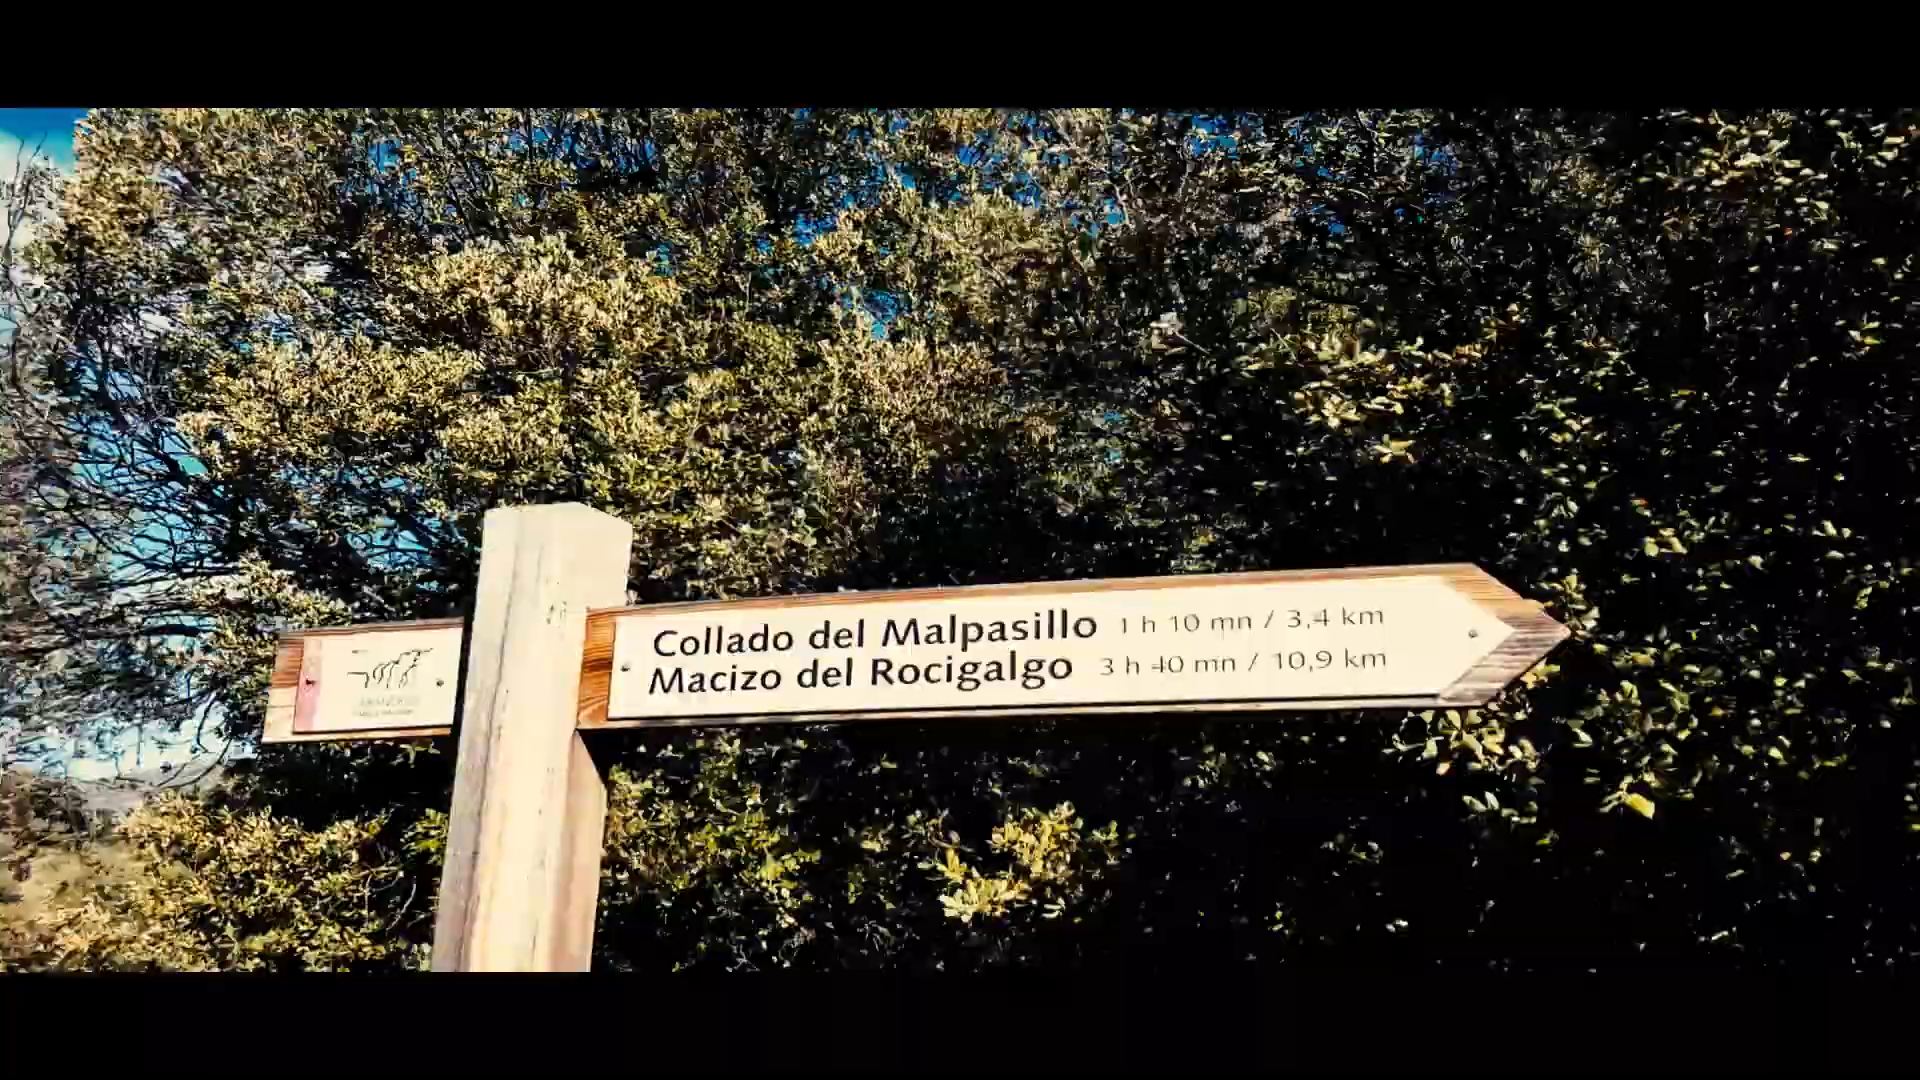 Collado del Malpasillo 1 h 10 mn / 3,4 km
Macizo del Rocigalgo 3 h 40 mn / 10,9 km